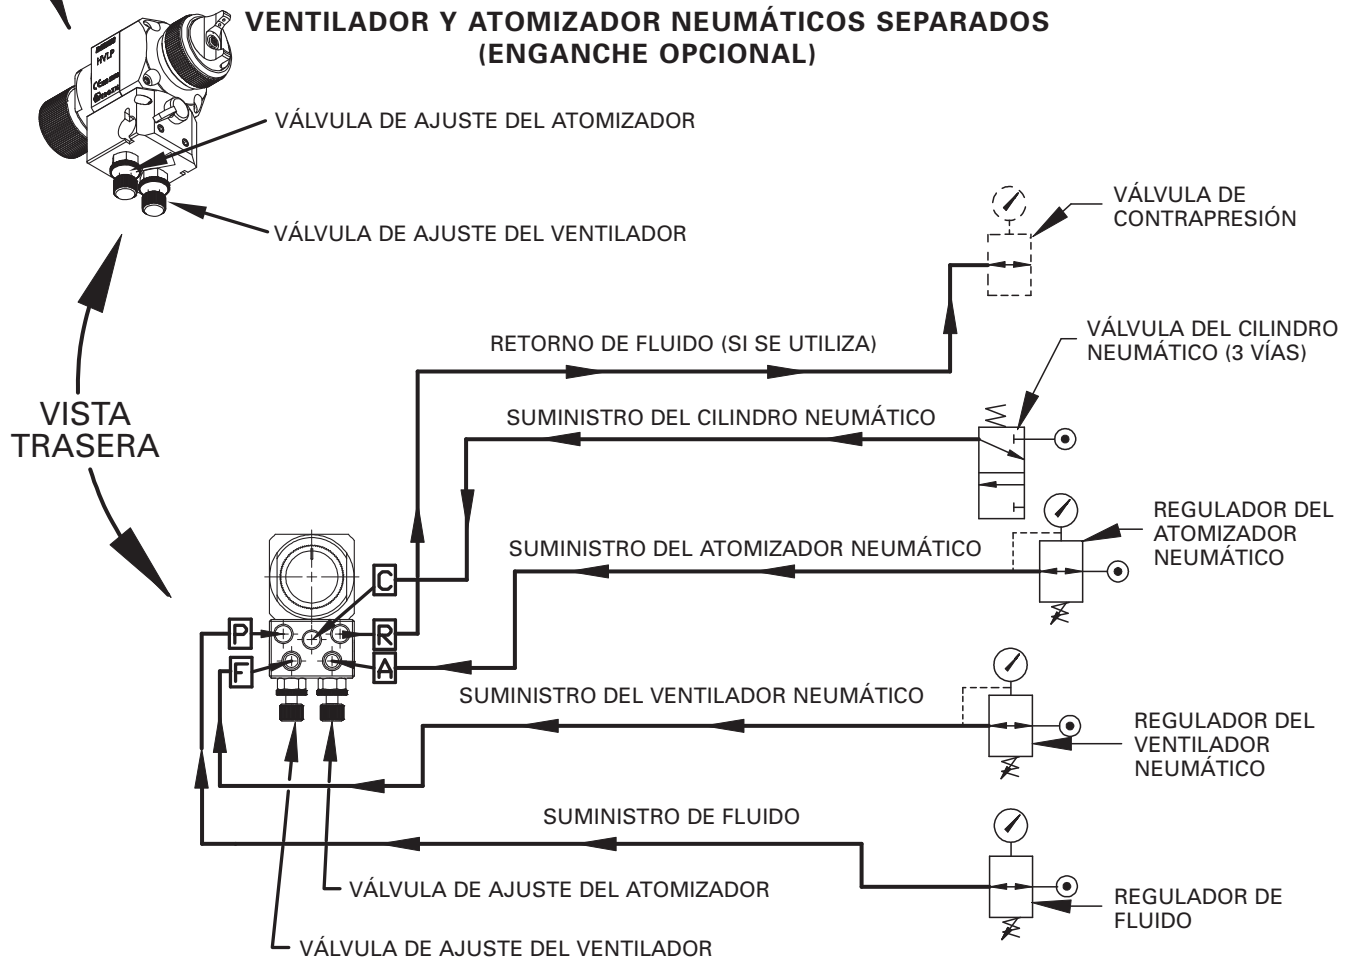 VENTILADOR Y ATOMIZADOR NEUMÁTICOS SEPARADOS
(ENGANCHE OPCIONAL)
HVLP
VÁLVULA DE AJUSTE DEL ATOMIZADOR
VÁLVULA DE AJUSTE DEL VENTILADOR
VÁLVULA DE
CONTRAPRESIÓN
RETORNO DE FLUIDO (SI SE UTILIZA)
VÁLVULA DEL CILINDRO
NEUMÁTICO (3 VÍAS)
VISTA
TRASERA
SUMINISTRO DEL CILINDRO NEUMÁTICO
REGULADOR DEL
ATOMIZADOR
NEUMÁTICO
SUMINISTRO DEL ATOMIZADOR NEUMÁTICO
C
P
R
F
A
SUMINISTRO DEL VENTILADOR NEUMÁTICO
REGULADOR DEL
VENTILADOR
NEUMÁTICO
SUMINISTRO DE FLUIDO
VÁLVULA DE AJUSTE DEL ATOMIZADOR
REGULADOR DE
FLUIDO
VÁLVULA DE AJUSTE DEL VENTILADOR